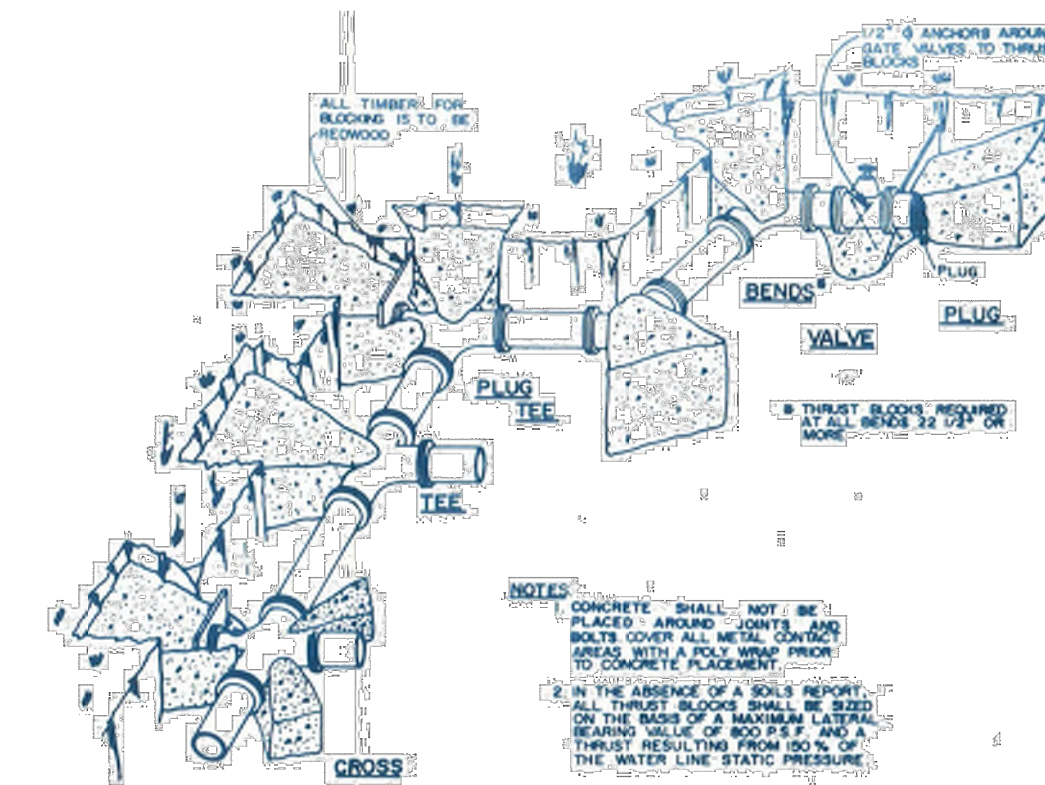 1/2" ϕ ANCHORS AROUN
GATE VALVES TO THRUS
BLOCKS
ALL TIMBER FOR
BLOCKING IS TO BE
REDWOOD
PLUG
BENDS
PLUG
VALVE
PLUG
TEE
THRUST BLOCKS REQUIRED
AT ALL BENDS 22 1/2° OR
MORE
TEE
NOTES
1. CONCRETE SHALL NOT BE
PLACED AROUND JOINTS AND
BOLTS. COVER ALL METAL CONTACT
AREAS WITH A POLY WRAP PRIOR
TO CONCRETE PLACEMENT.
2. IN THE ABSENCE OF A SOILS REPORT,
ALL THRUST BLOCKS SHALL BE SIZED
ON THE BASIS OF A MAXIMUM LATERAL
BEARING VALUE OF 800 P.S.F. AND A
THRUST RESULTING FROM 150 % OF
THE WATER LINE STATIC PRESSURE.
CROSS